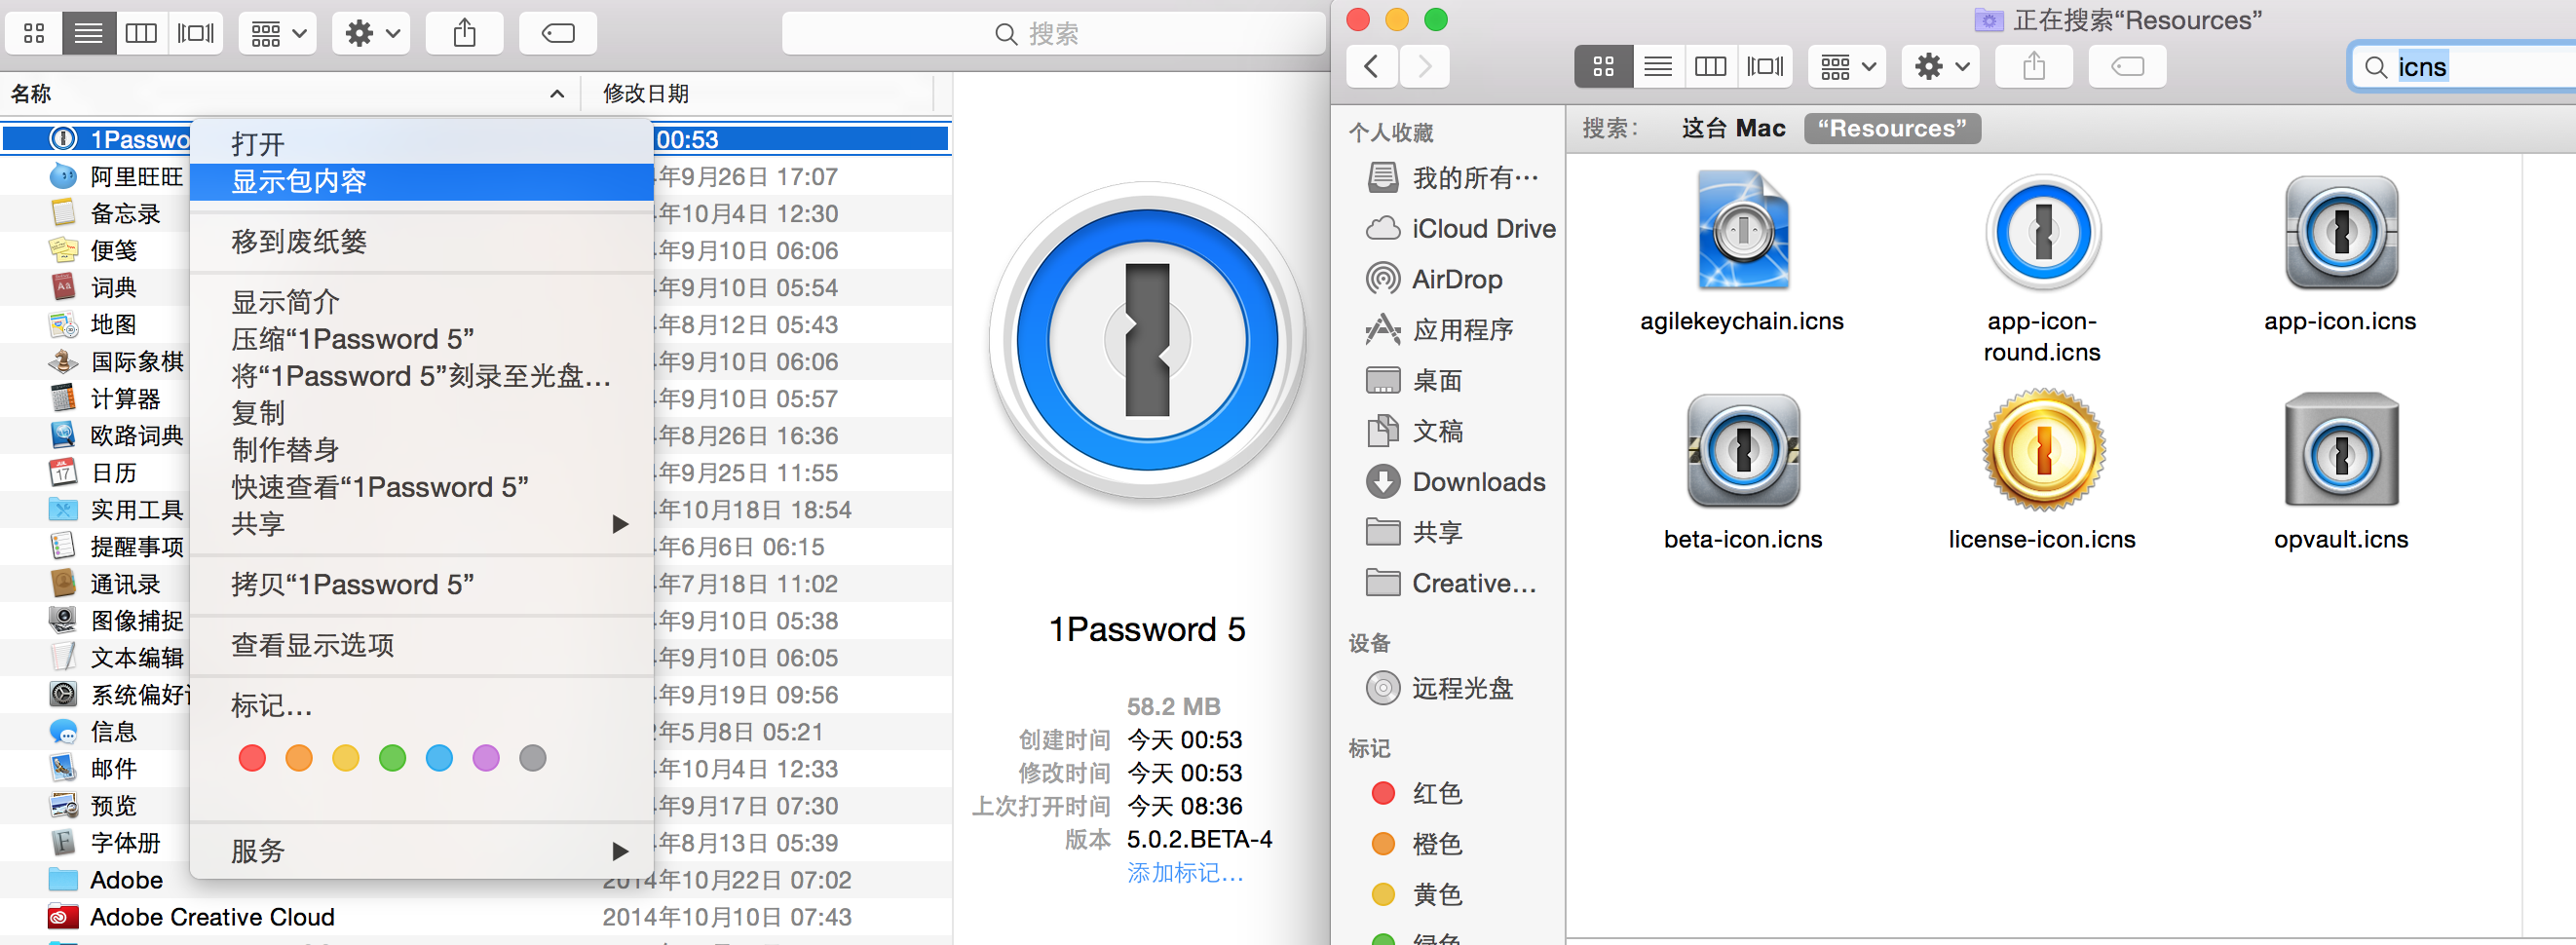 搜索
名称
修改日期
1Passwo
00:53
阿里旺旺
年9月26日 17:07
备忘录
年10月4日 12:30
便笺
年9月10日 06:06
词典
年9月10日 05:54
地图
年8月12日 05:43
国际象棋
年9月10日 06:06
计算器
年9月10日 05:57
欧路词典
年8月26日 16:36
日历
年9月25日 11:55
实用工具
年10月18日 18:54
提醒事项
年6月6日 06:15
通讯录
年7月18日 11:02
图像捕捉
年9月10日 05:38
文本编辑
年9月10日 06:05
系统偏好
年9月19日 09:56
信息
年5月8日 05:21
邮件
年10月4日 12:33
预览
年9月17日 07:30
字体册
年8月13日 05:39
Adobe
2014年10月22日 07:02
Adobe Creative Cloud
2014年10月10日 07:43
打开
显示包内容
移到废纸篓
显示简介
压缩“1Password 5”
将“1Password 5”刻录至光盘...
复制
制作替身
快速查看“1Password 5”
共享
拷贝“1Password 5”
查看显示选项
标记...
服务
1Password 5
58.2 MB
创建时间 今天 00:53
修改时间 今天 00:53
上次打开时间 今天 08:36
版本 5.0.2.BETA-4
添加标记...
正在搜索“Resources”
icns
搜索：
这台 Mac
“Resources”
个人收藏
我的所有…
iCloud Drive
AirDrop
应用程序
桌面
文稿
Downloads
共享
Creative...
设备
远程光盘
标记
红色
橙色
黄色
绿色
agilekeychain.icns
app-icon-
round.icns
app-icon.icns
beta-icon.icns
license-icon.icns
opvault.icns